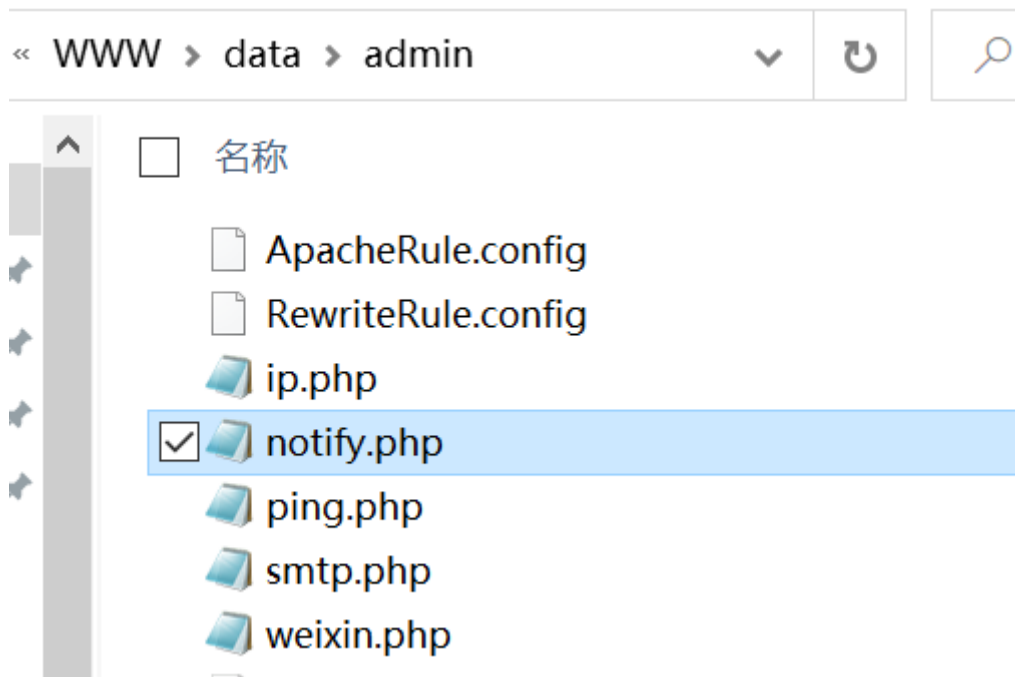 « WWW > data > admin
名称
ApacheRule.config
RewriteRule.config
ip.php
notify.php
ping.php
smtp.php
weixin.php